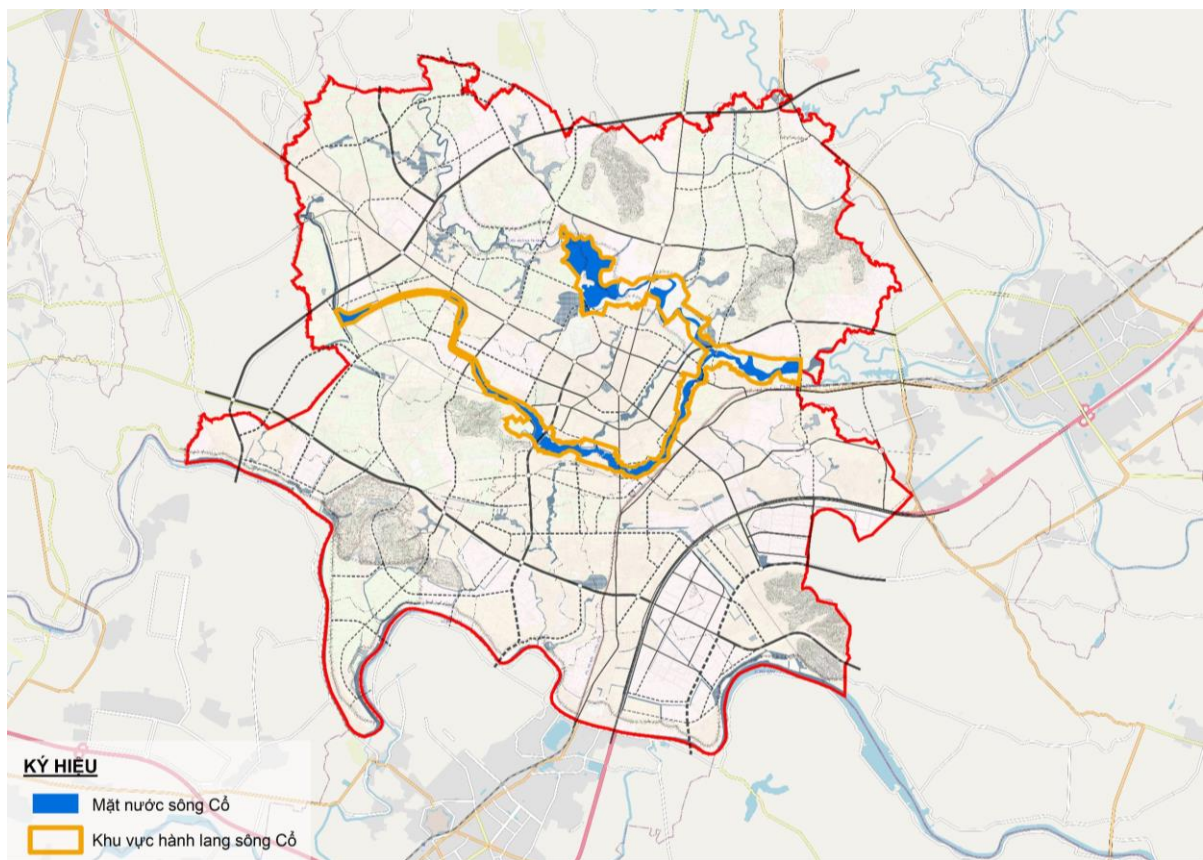 KÝ HIỆU
Mặt nước sông Cổ
Khu vực hành lang sông Cổ